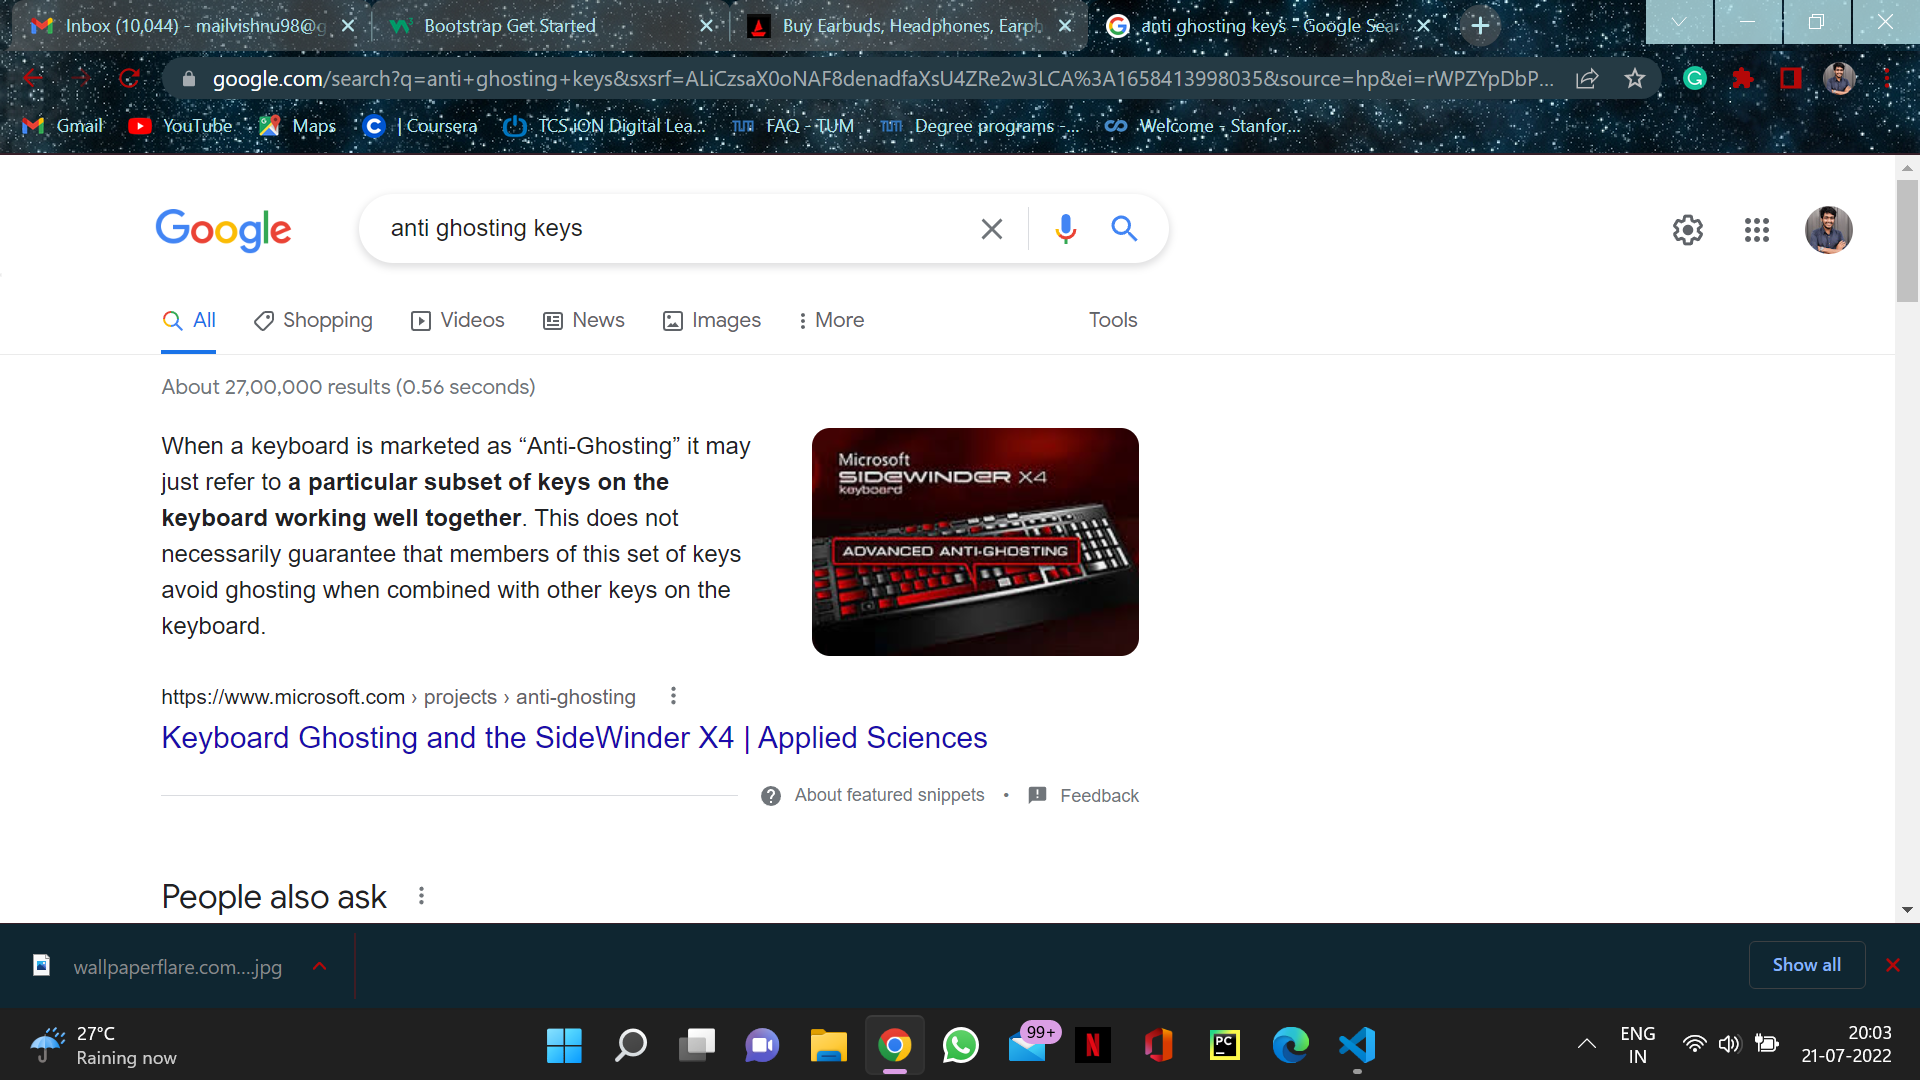 Inbox (10,044) - mailvishnu98@g
Bootstrap Get Started
Buy Earbuds, Headphones, Earph
anti ghosting keys - Google Sea
google.com/search?q=anti+ghosting+keys&sxsrf=ALiCzsaX0oNAF8denadfaXsU4ZRe2w3LCA%3A1658413998035&source=hp&ei=rWPZYpDbP...
Gmail
YouTube
Maps
| Coursera
TCS iON Digital Lea...
FAQ - TUM
Degree programs -...
Welcome - Stanfor...
Google
anti ghosting keys
All
Shopping
Videos
News
Images
More
Tools
About 27,00,000 results (0.56 seconds)
When a keyboard is marketed as “Anti-Ghosting” it may
just refer to a particular subset of keys on the
keyboard working well together. This does not
necessarily guarantee that members of this set of keys
avoid ghosting when combined with other keys on the
keyboard.
Microsoft
SIDEWINDER X4
keyboard
ADVANCED ANTI-GHOSTING
https://www.microsoft.com › projects › anti-ghosting
Keyboard Ghosting and the SideWinder X4 | Applied Sciences
About featured snippets • Feedback
People also ask
wallpaperflare.com....jpg
Show all
27°C
Raining now
99+
N
PC
ENG
IN
20:03
21-07-2022